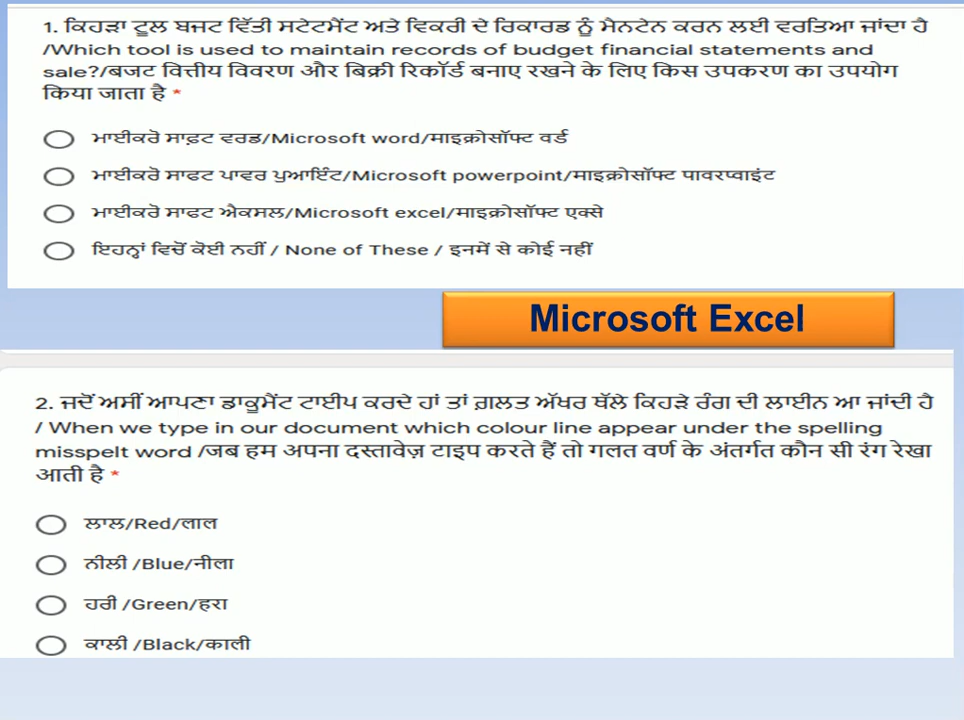 1. ਕਿਹੜਾ ਟੂਲ ਬਜਟ ਵਿੱਤੀ ਸਟੇਟਮੈਂਟ ਅਤੇ ਵਿਕਰੀ ਦੇ ਰਿਕਾਰਡ ਨੂੰ ਮੈਨਟੇਨ ਕਰਨ ਲਈ ਵਰਤਿਆ ਜਾਂਦਾ ਹੈ
/Which tool is used to maintain records of budget financial statements and
sale?/बजट वित्तीय विवरण और बिक्री रिकॉर्ड बनाए रखने के लिए किस उपकरण का उपयोग
किया जाता है *
ਮਾਈਕਰੋ ਸਾਫ਼ਟ ਵਰਡ/Microsoft word/माइक्रोसॉफ्ट वर्ड
ਮਾਈਕਰੋ ਸਾਫਟ ਪਾਵਰ ਪੁਆਇੰਟ/Microsoft powerpoint/माइक्रोसॉफ्ट पावरप्वाइंट
ਮਾਈਕਰੋ ਸਾਫਟ ਐਕਸਲ/Microsoft excel/माइक्रोसॉफ्ट एक्से
ਇਹਨ੍ਹਾਂ ਵਿਚੋਂ ਕੋਈ ਨਹੀਂ / None of These / इनमें से कोई नहीं
Microsoft Excel
2. ਜਦੋਂ ਅਸੀਂ ਆਪਣਾ ਡਾਕੂਮੈਂਟ ਟਾਈਪ ਕਰਦੇ ਹਾਂ ਤਾਂ ਗ਼ਲਤ ਅੱਖਰ ਥੱਲੇ ਕਿਹੜੇ ਰੰਗ ਦੀ ਲਾਈਨ ਆ ਜਾਂਦੀ ਹੈ
/ When we type in our document which colour line appear under the spelling
misspelt word /जब हम अपना दस्तावेज़ टाइप करते हैं तो गलत वर्ण के अंतर्गत कौन सी रंग रेखा
आती है *
ਲਾਲ/Red/लाल
ਨੀਲੀ /Blue/नीला
ਹਰੀ /Green/हरा
ਕਾਲੀ /Black/काली